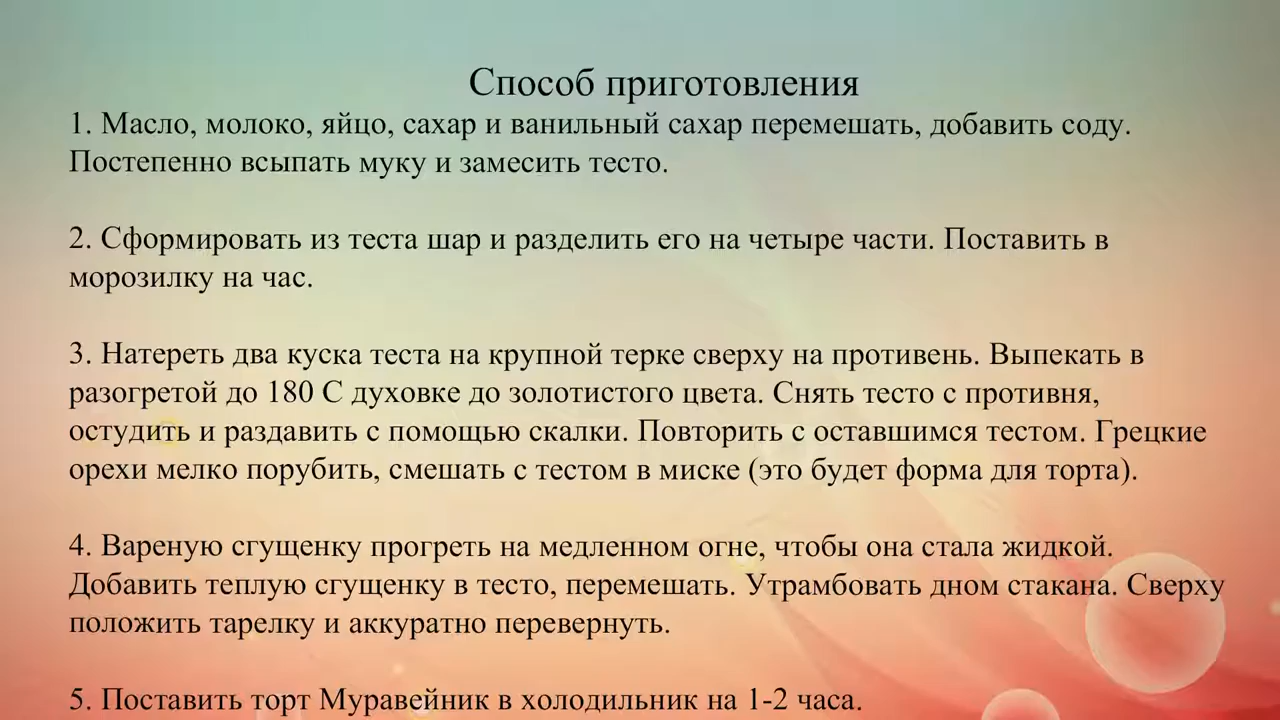 Способ приготовления
1. Масло, молоко, яйцо, сахар и ванильный сахар перемешать, добавить соду.
Постепенно всыпать муку и замесить тесто.
2. Сформировать из теста шар и разделить его на четыре части. Поставить в
морозилку на час.
3. Натереть два куска теста на крупной терке сверху на противень. Выпекать в
разогретой до 180 С духовке до золотистого цвета. Снять тесто с противня,
остудить и раздавить с помощью скалки. Повторить с оставшимся тестом. Грецкие
орехи мелко порубить, смешать с тестом в миске (это будет форма для торта).
4. Вареную сгущенку прогреть на медленном огне, чтобы она стала жидкой.
Добавить теплую сгущенку в тесто, перемешать. Утрамбовать дном стакана. Сверху
положить тарелку и аккуратно перевернуть.
5. Поставить торт Муравейник в холодильник на 1-2 часа.